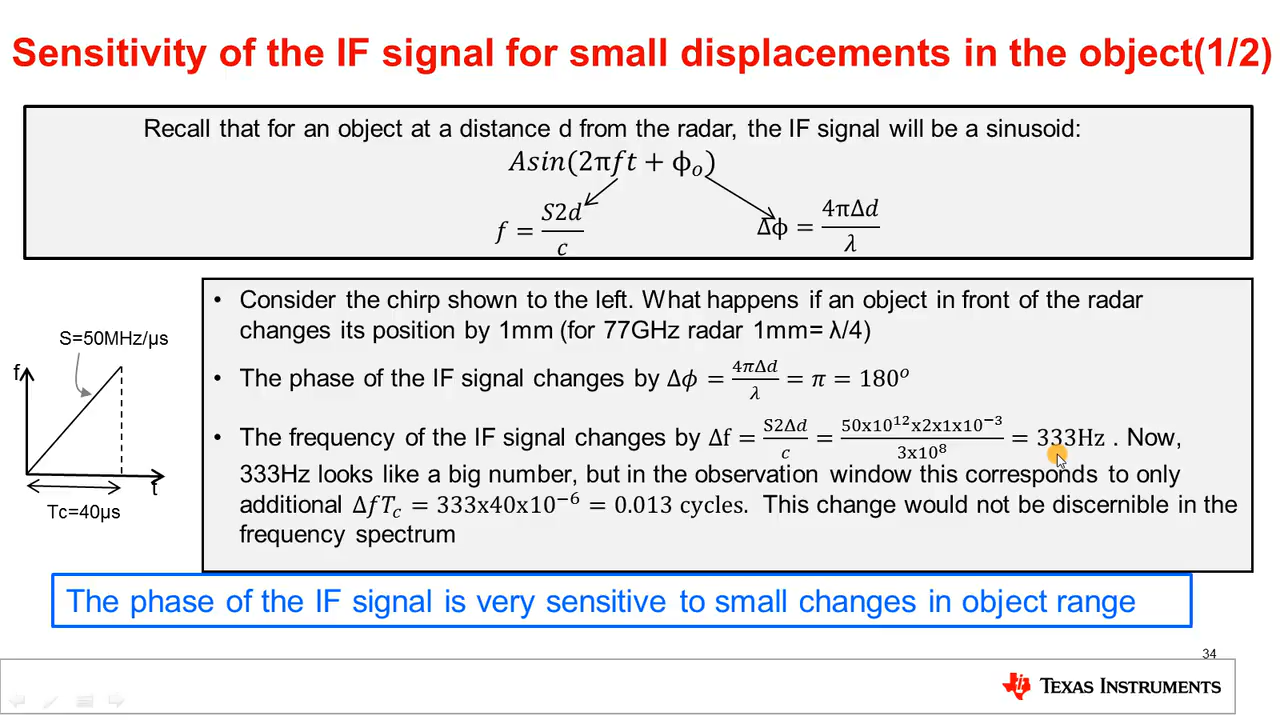 Sensitivity of the IF signal for small displacements in the object(1/2)
Recall that for an object at a distance d from the radar, the IF signal will be a sinusoid:
Asin(2πft + ϕₒ)
f = S2d/c
Δϕ = 4πΔd/λ
S=50MHz/μs
f
t
Tc=40μs
• Consider the chirp shown to the left. What happens if an object in front of the radar
changes its position by 1mm (for 77GHz radar 1mm= λ/4)
• The phase of the IF signal changes by Δϕ = 4πΔd/λ = π = 180ᵒ
• The frequency of the IF signal changes by Δf = S2Δd/c = 50x10¹²x2x1x10⁻³/3x10⁸ = 333Hz . Now,
333Hz looks like a big number, but in the observation window this corresponds to only
additional ΔfT꜀ = 333x40x10⁻⁶ = 0.013 cycles. This change would not be discernible in the
frequency spectrum
The phase of the IF signal is very sensitive to small changes in object range
34
TEXAS INSTRUMENTS